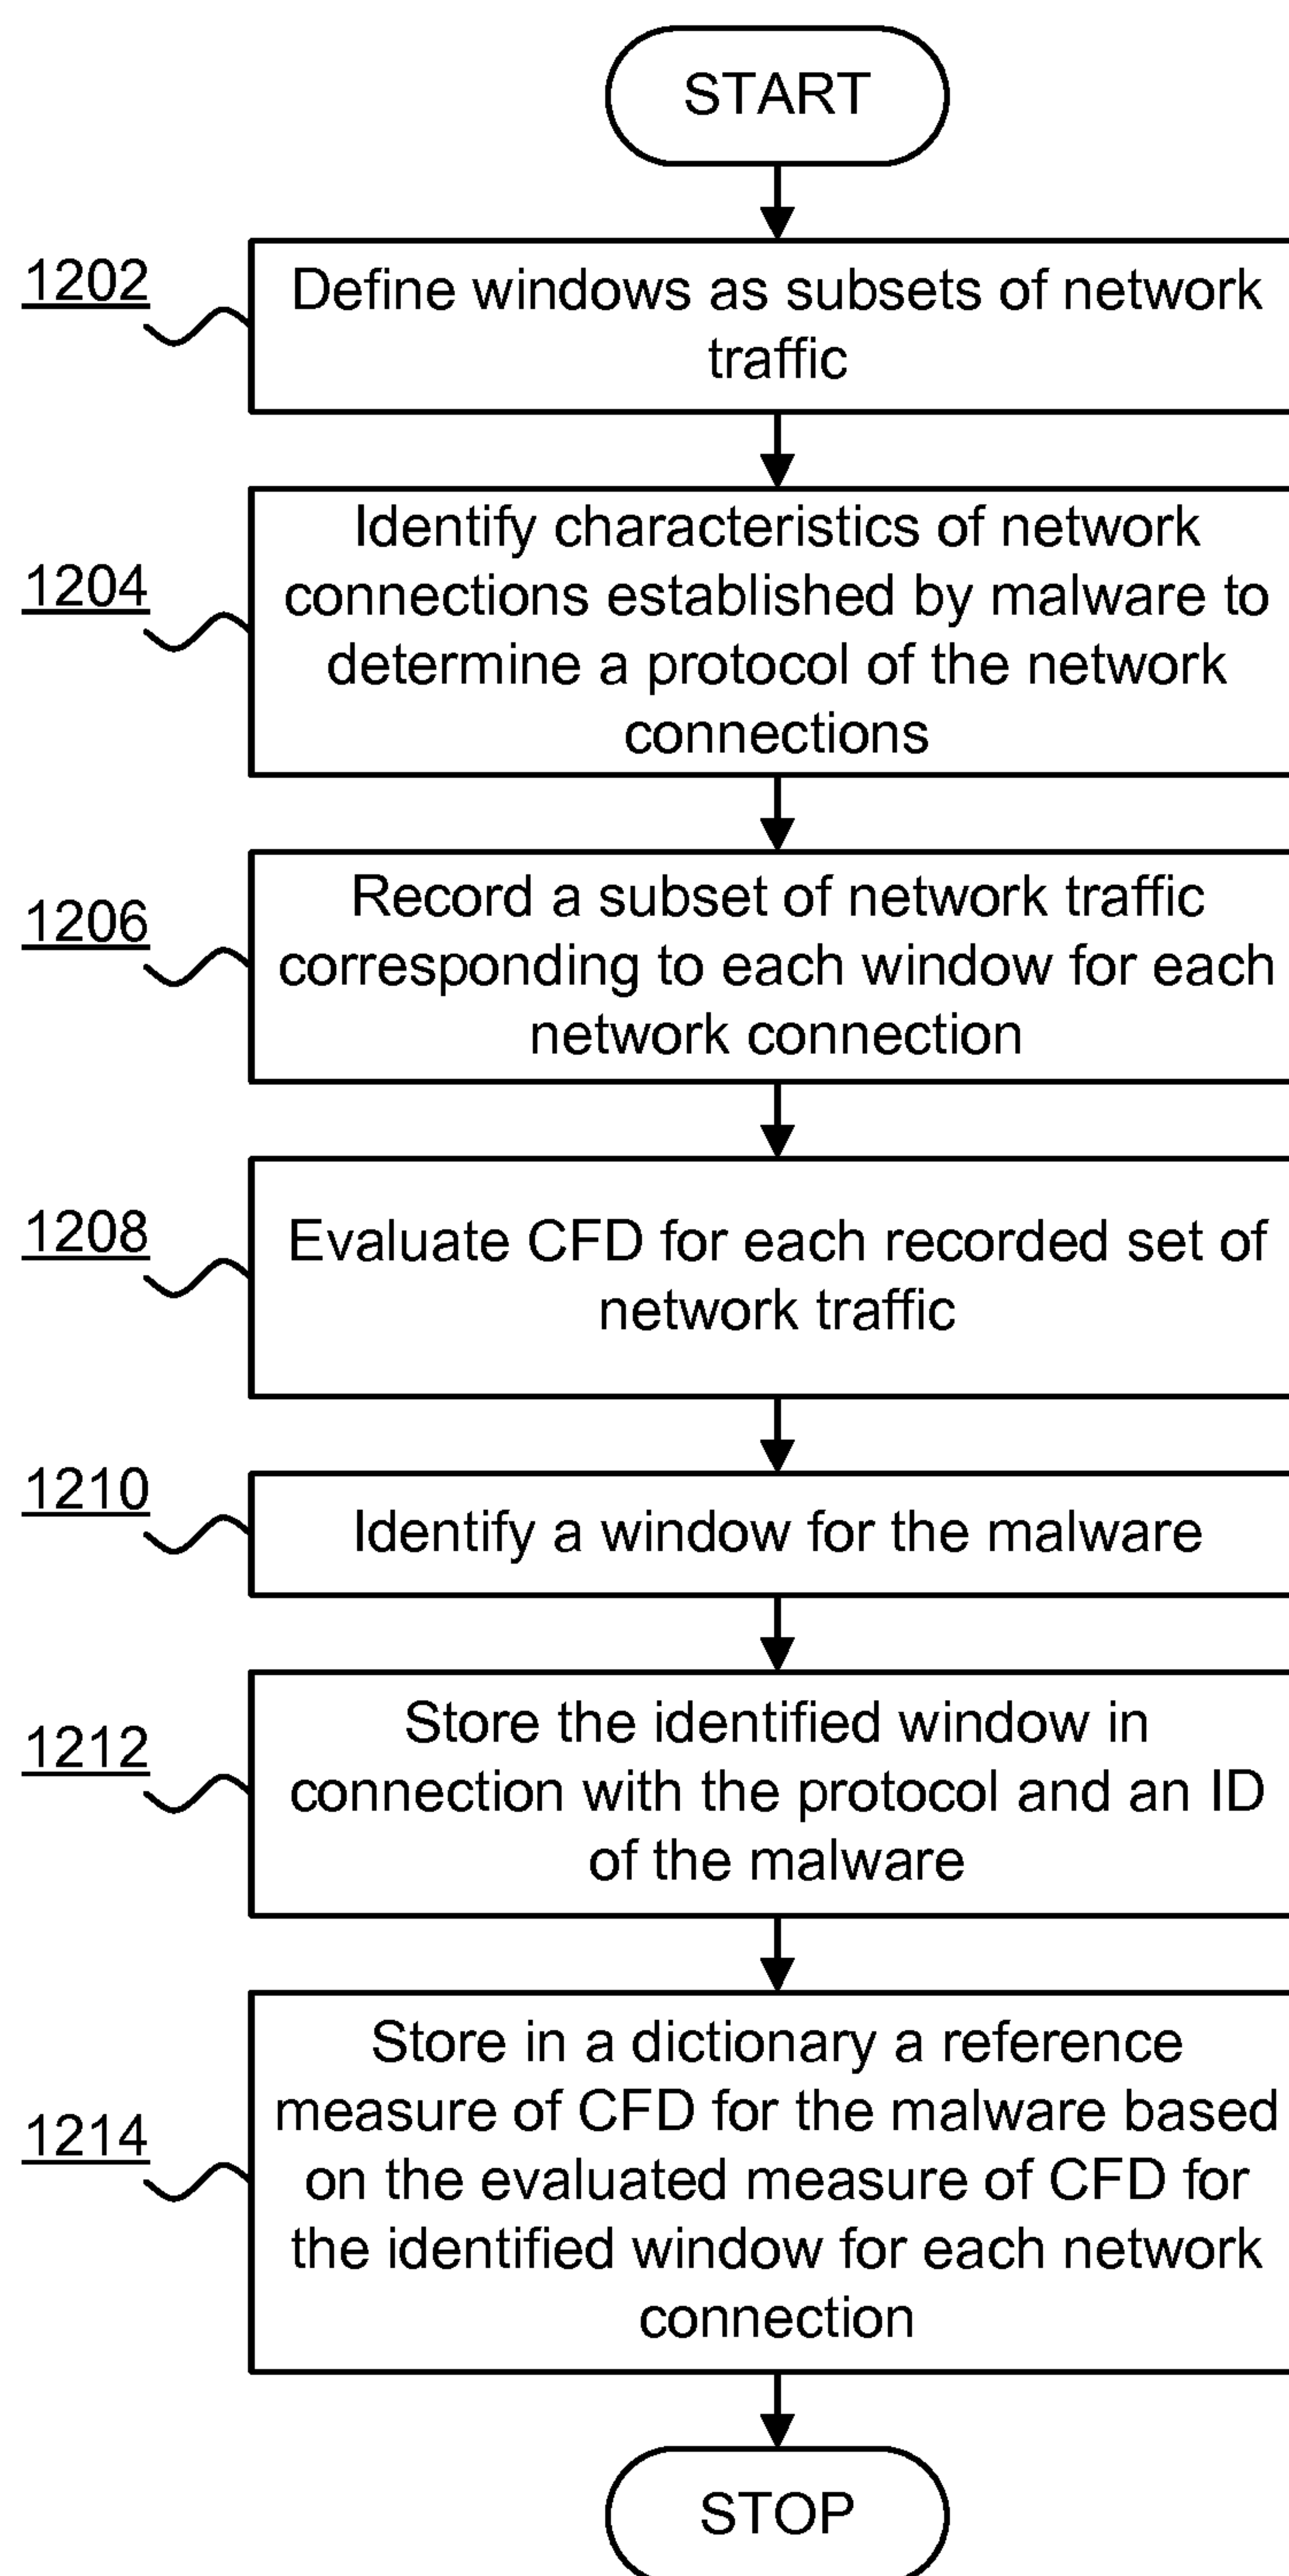 START
1202
Define windows as subsets of network
traffic
1204
Identify characteristics of network
connections established by malware to
determine a protocol of the network
connections
1206
Record a subset of network traffic
corresponding to each window for each
network connection
1208
Evaluate CFD for each recorded set of
network traffic
1210
Identify a window for the malware
1212
Store the identified window in
connection with the protocol and an ID
of the malware
1214
Store in a dictionary a reference
measure of CFD for the malware based
on the evaluated measure of CFD for
the identified window for each network
connection
STOP